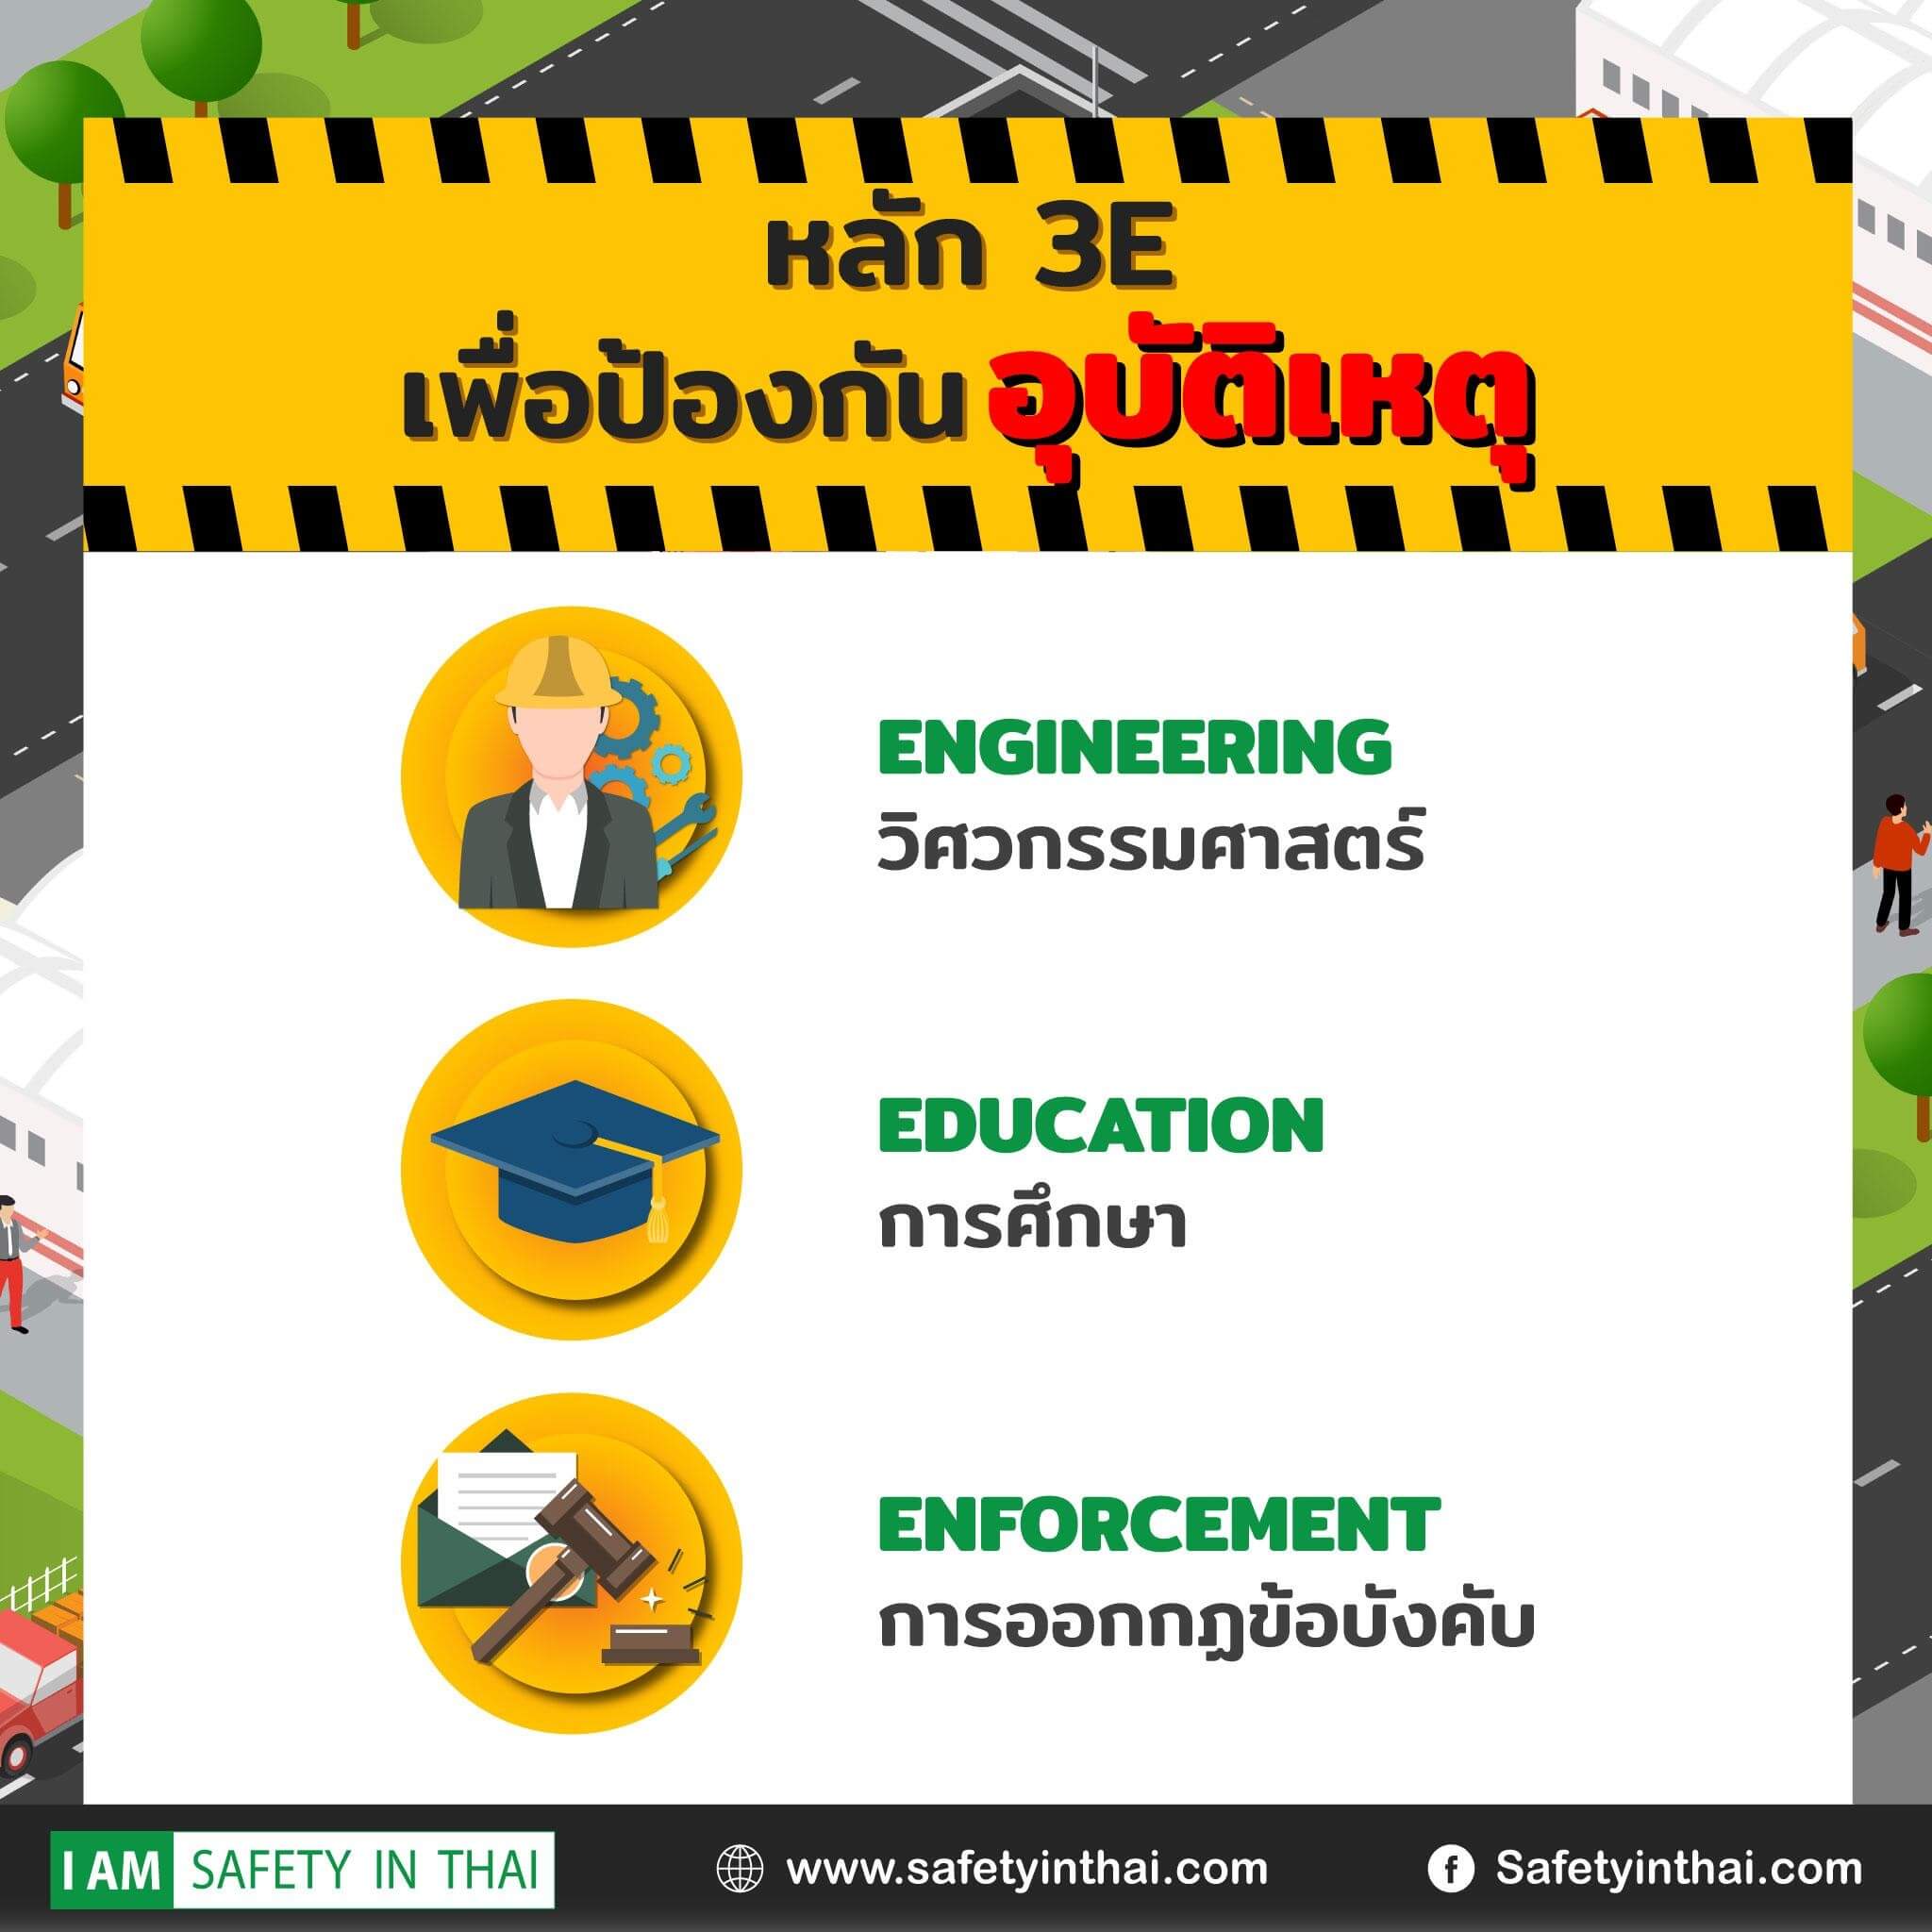 หลัก 3E
เพื่อป้องกันอุบัติเหตุ
ENGINEERING
วิศวกรรมศาสตร์
EDUCATION
การศึกษา
ENFORCEMENT
การออกกฎข้อบังคับ
I AM SAFETY IN THAI
www.safetyinthai.com
Safetyinthai.com